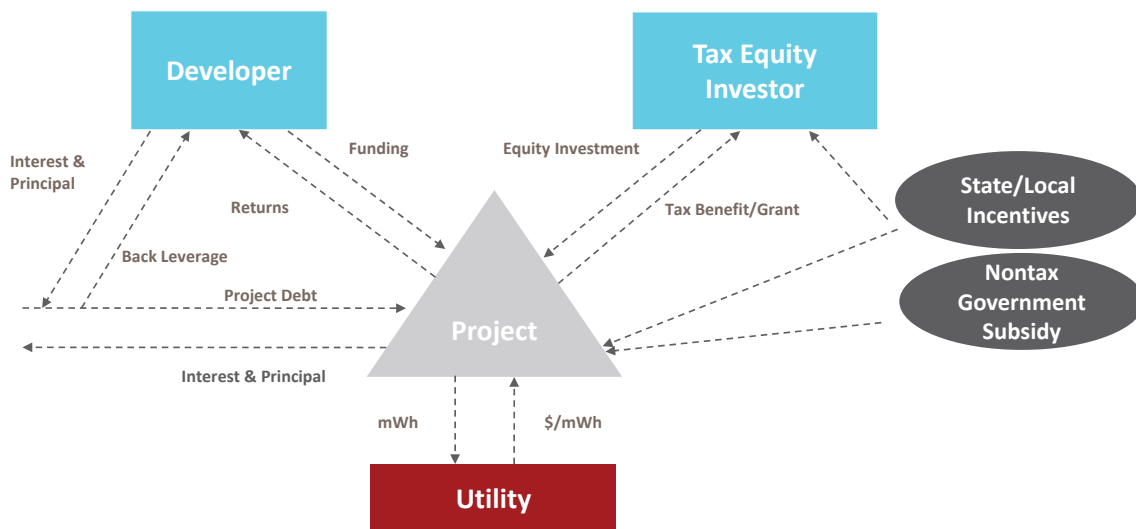 Developer
Tax Equity
Investor
Interest &
Principal
Funding
Equity Investment
State/Local
Incentives
Returns
Tax Benefit/Grant
Back Leverage
Nontax
Government
Subsidy
Project Debt
Project
Interest & Principal
mWh
$/mWh
Utility